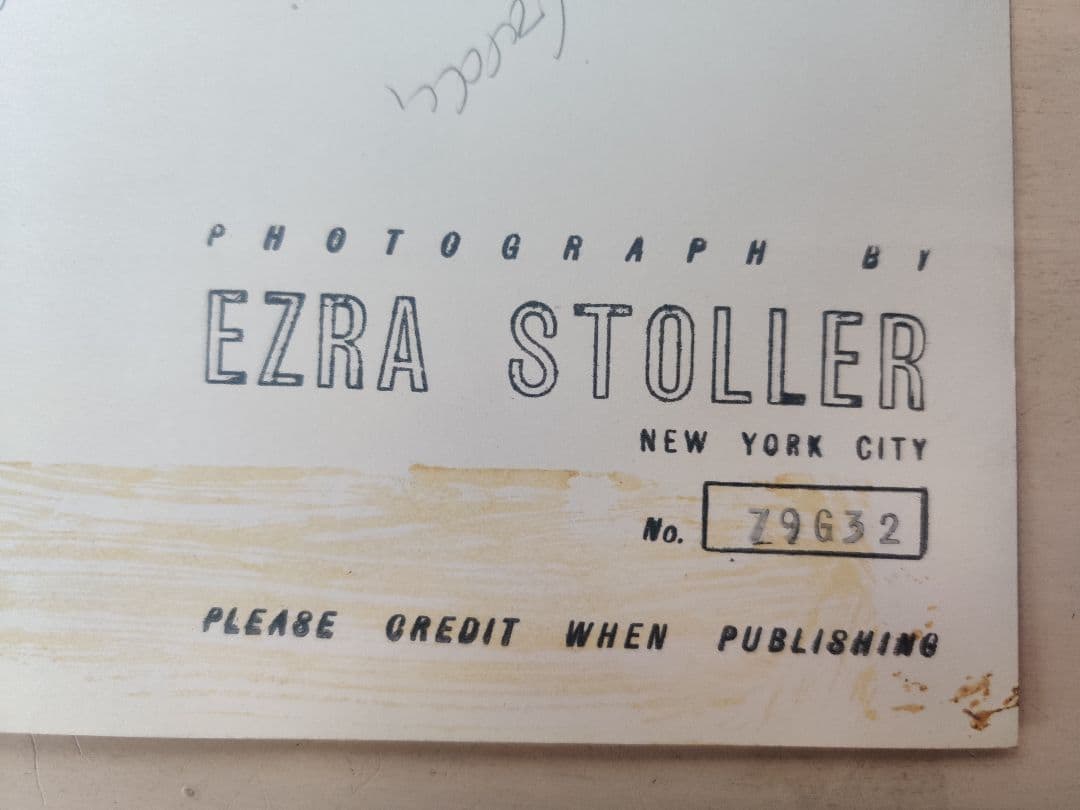 PHOTOGRAPH BY
EZRA STOLLER
NEW YORK CITY
No. Z9G32
PLEASE CREDIT WHEN PUBLISHING